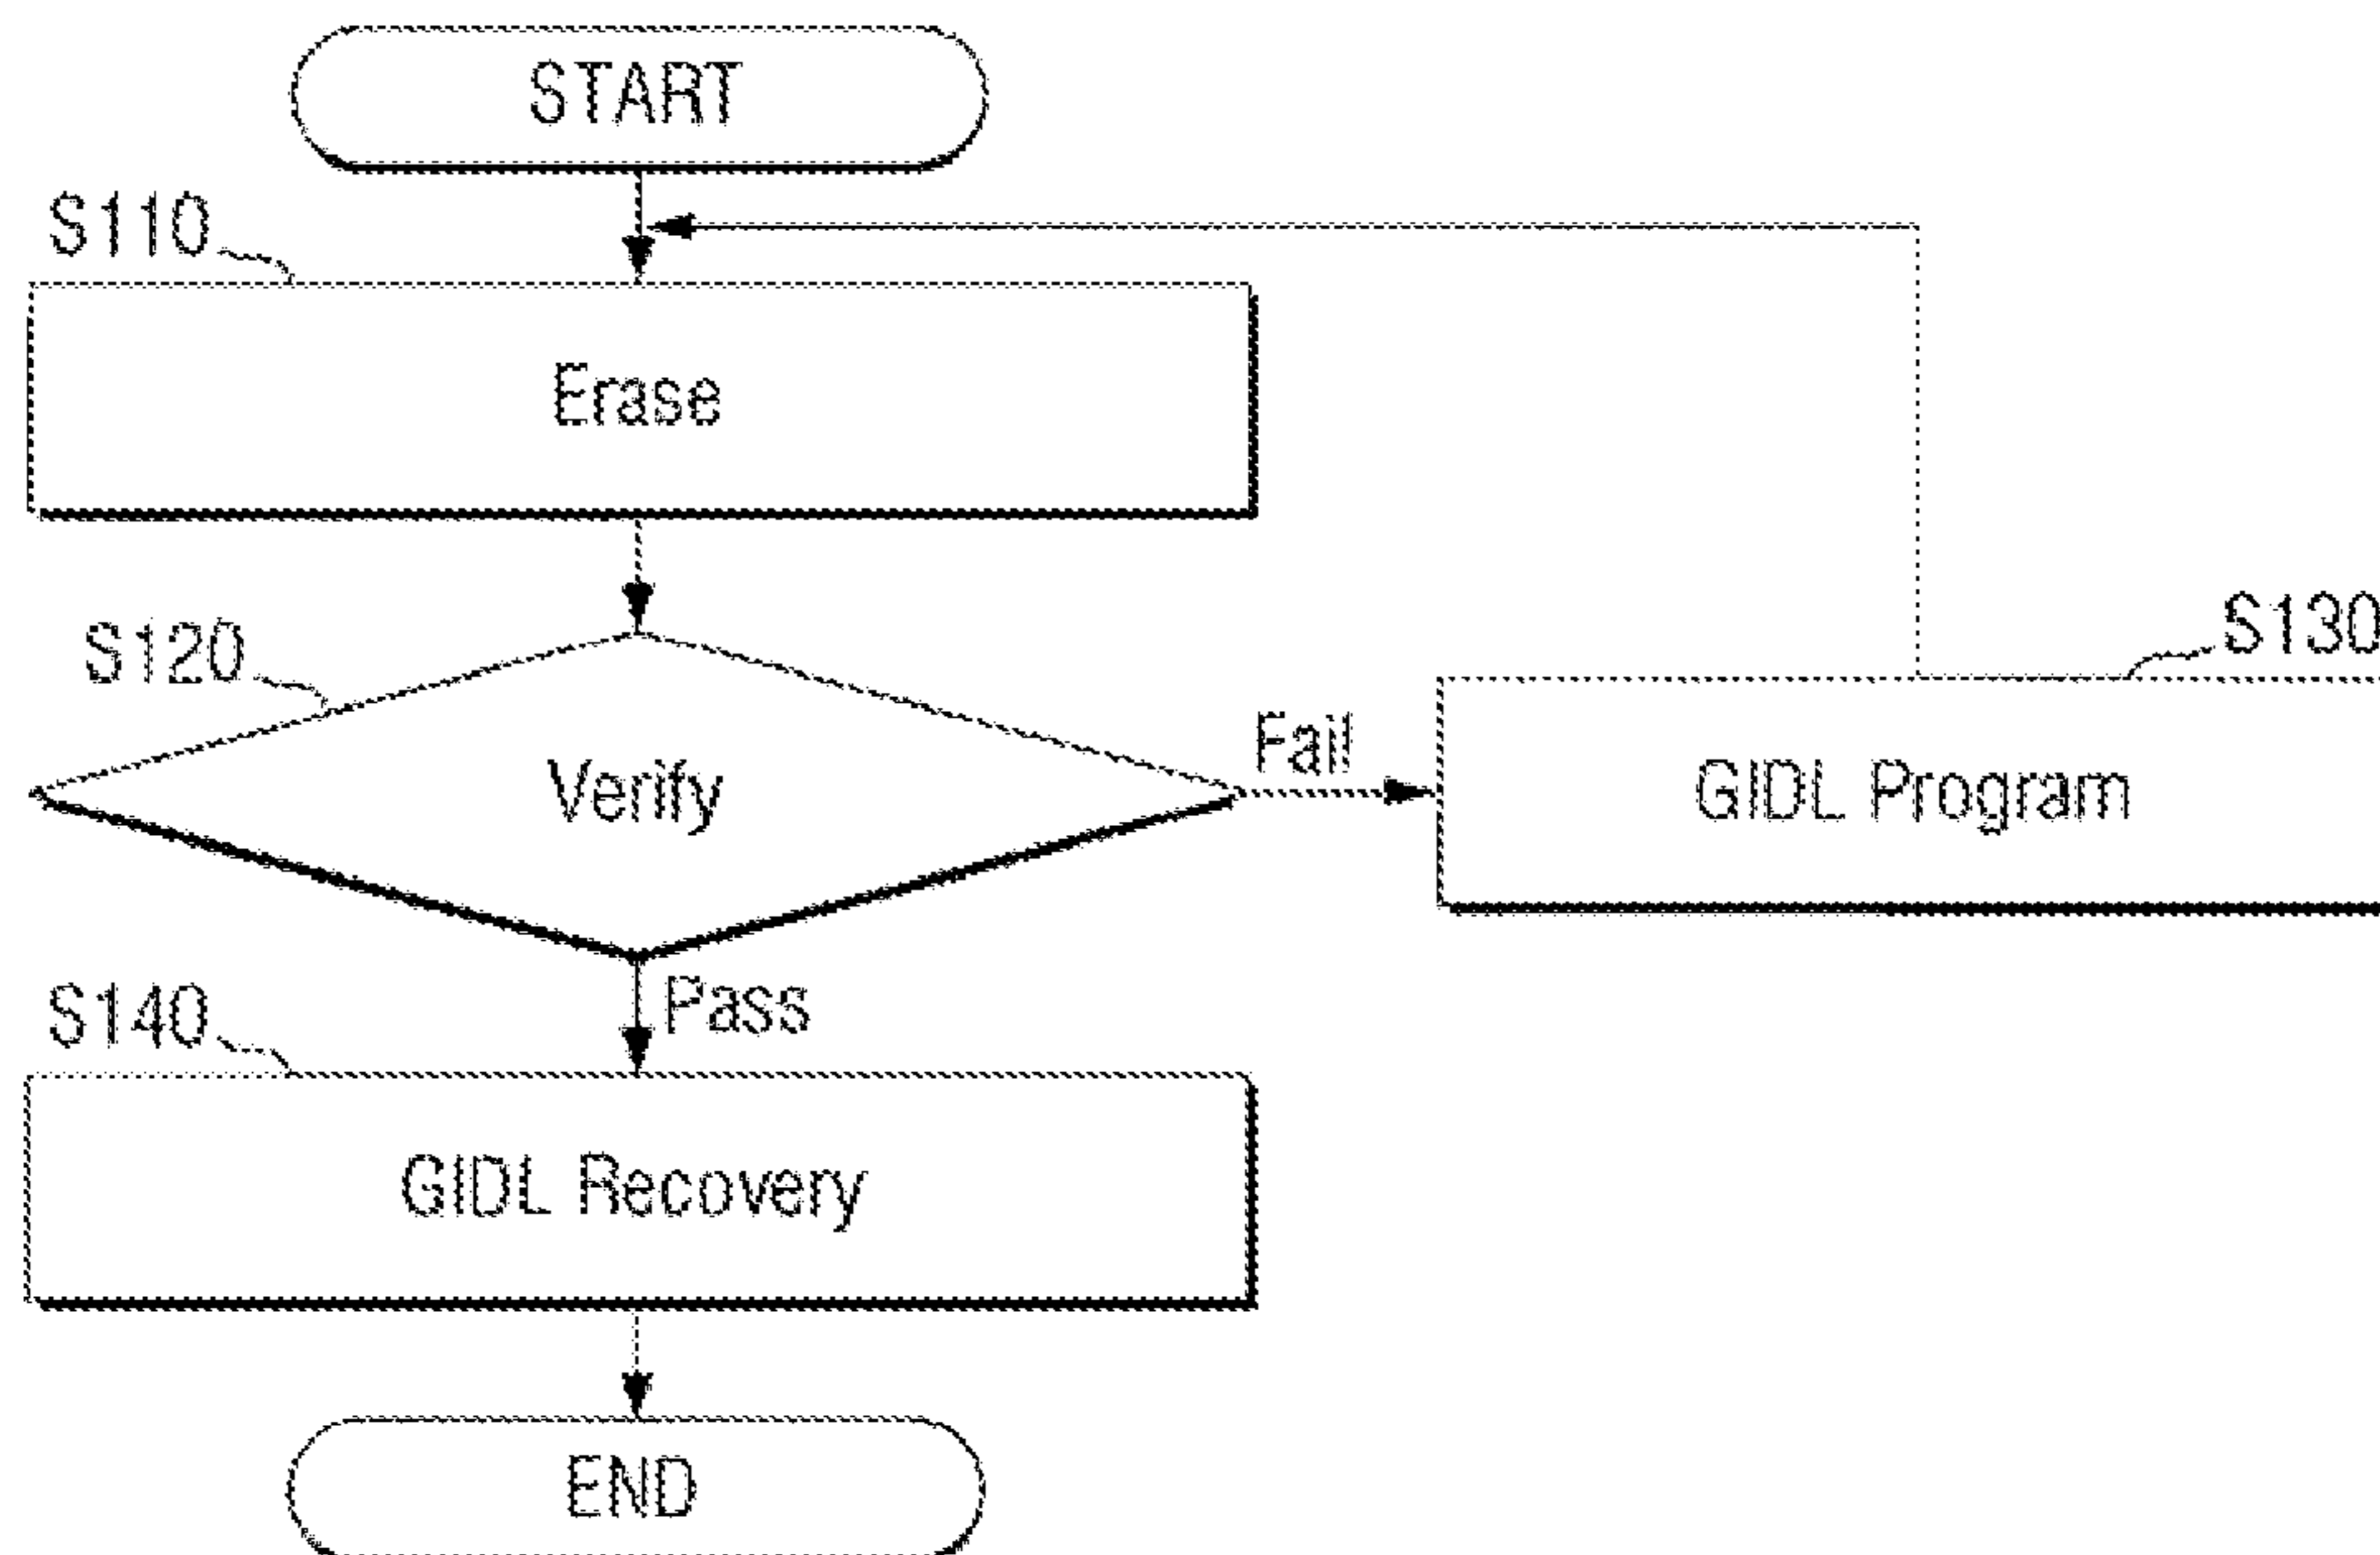 START
S110
Erase
S120
Verify
Fail
S130
GIDL Program
Pass
S140
GIDL Recovery
END